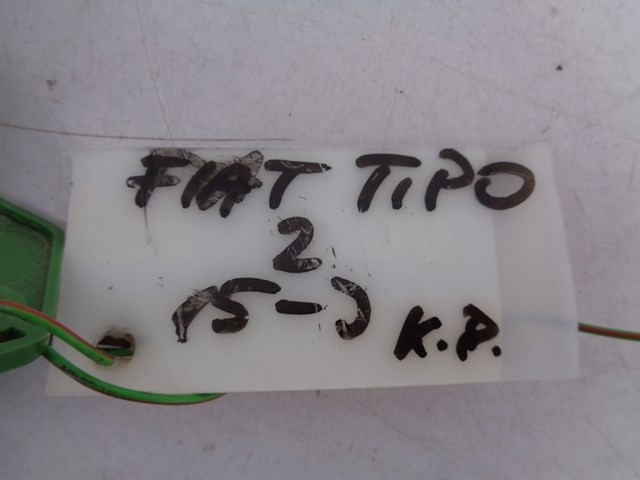 FIAT TIPO
2
15-J
K.P.